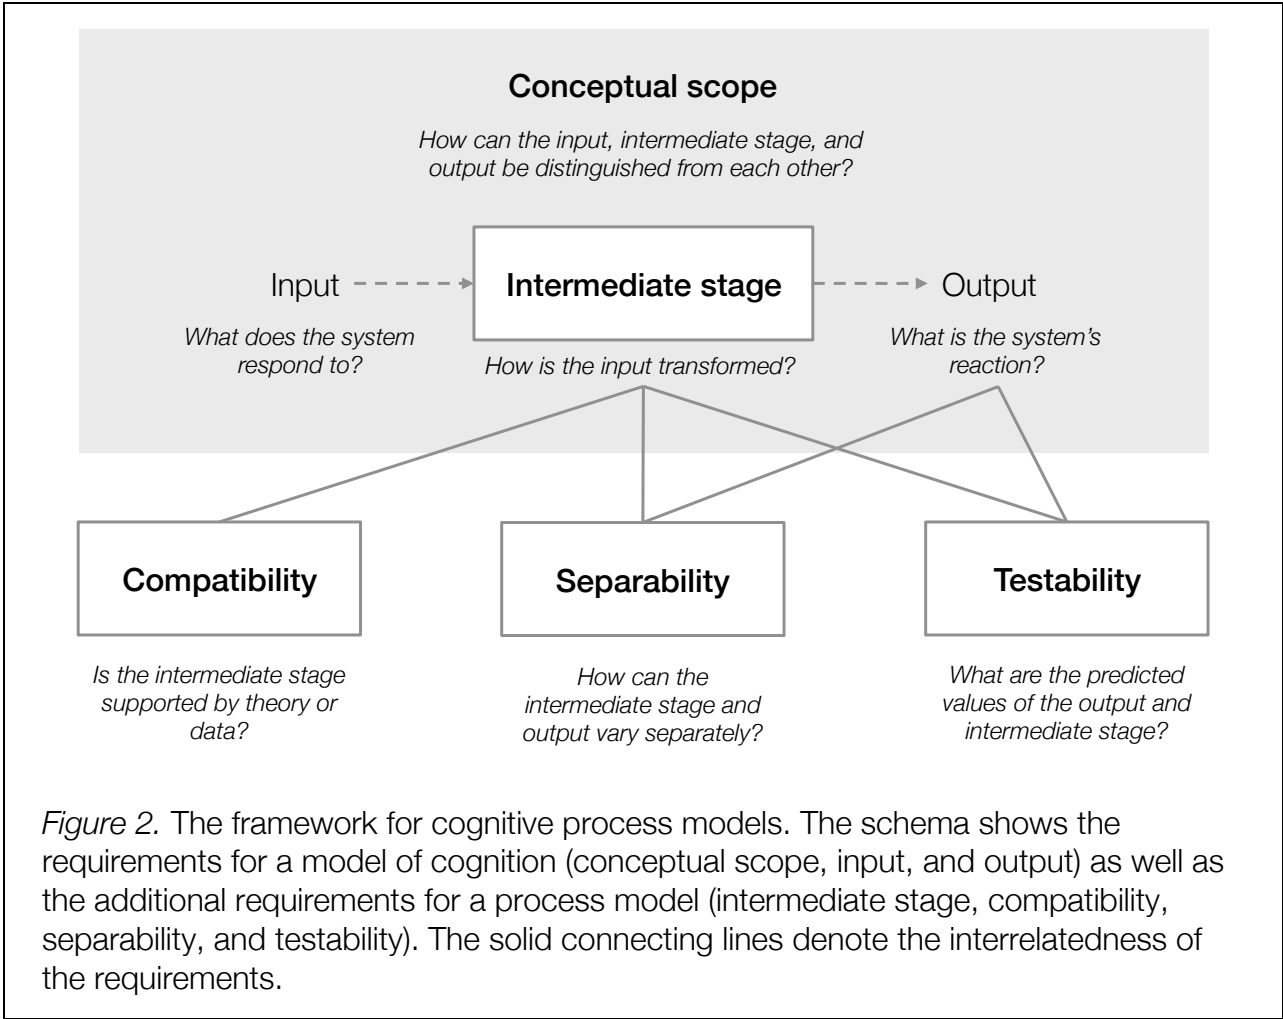 Conceptual scope
How can the input, intermediate stage, and
output be distinguished from each other?
Input
Intermediate stage
Output
What does the system
respond to?
How is the input transformed?
What is the system's
reaction?
Compatibility
Separability
Testability
Is the intermediate stage
supported by theory or
data?
How can the
intermediate stage and
output vary separately?
What are the predicted
values of the output and
intermediate stage?
Figure 2. The framework for cognitive process models. The schema shows the
requirements for a model of cognition (conceptual scope, input, and output) as well as
the additional requirements for a process model (intermediate stage, compatibility,
separability, and testability). The solid connecting lines denote the interrelatedness of
the requirements.